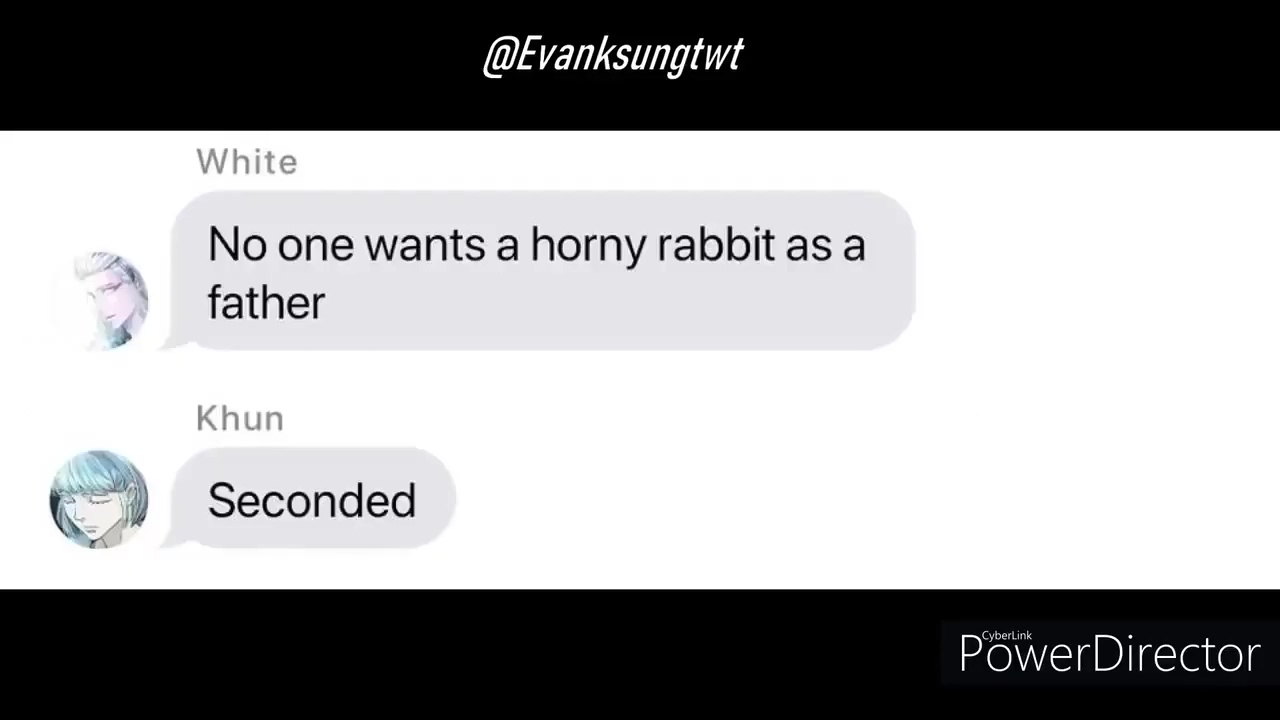 @Evanksungtwt
White
No one wants a horny rabbit as a
father
Khun
Seconded
CyberLink
PowerDirector